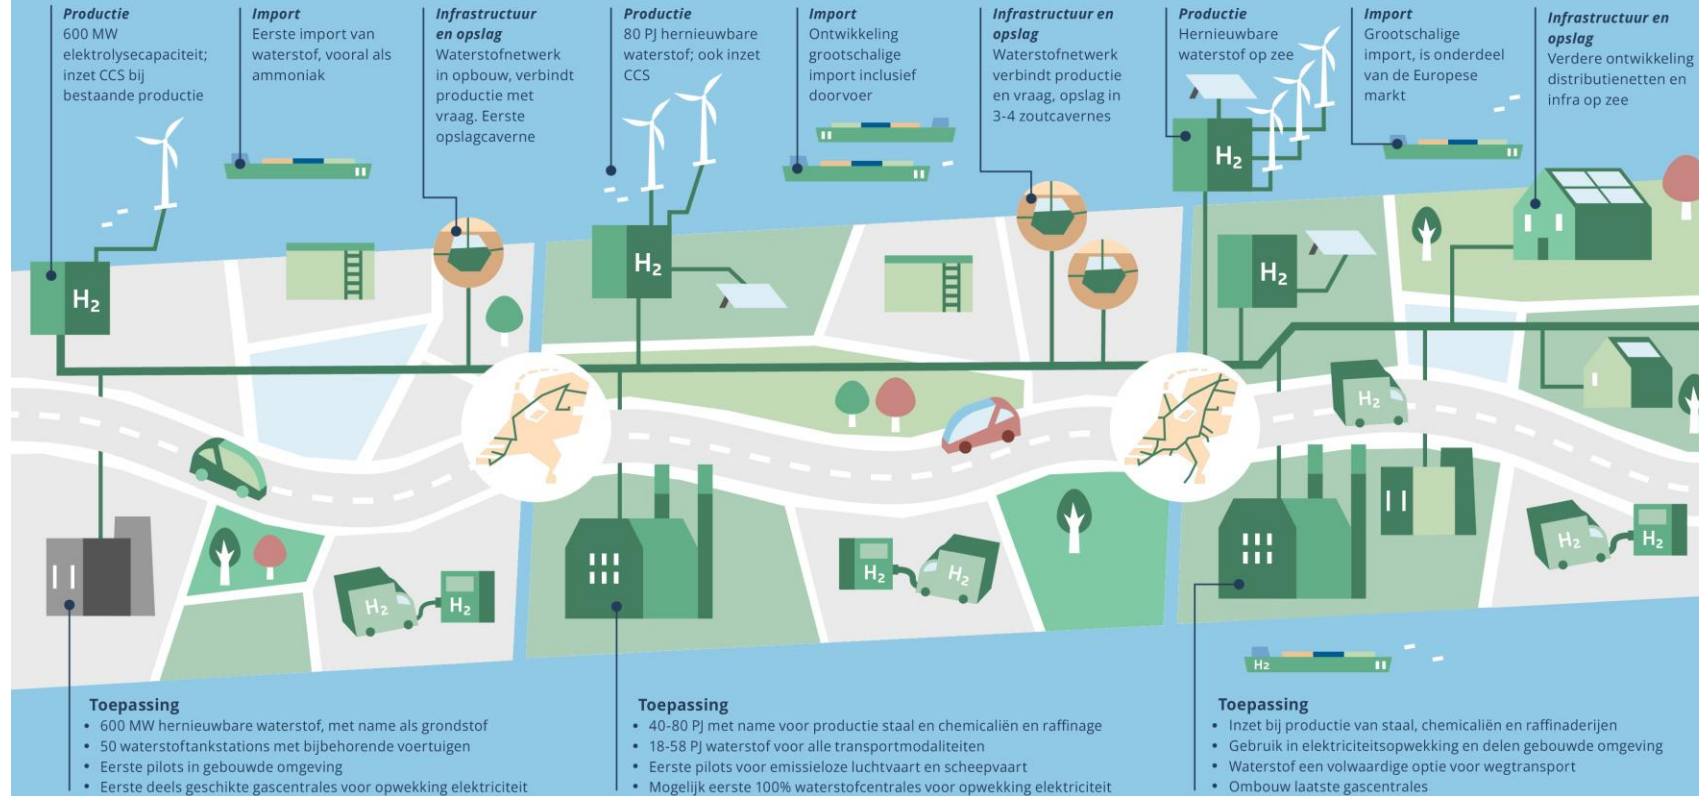 Productie
600 MW
elektrolysecapaciteit;
inzet CCS bij
bestaande productie
Import
Eerste import van
waterstof, vooral als
ammoniak
Infrastructuur
en opslag
Waterstofnetwerk
in opbouw, verbindt
productie met
vraag. Eerste
opslagcaverne
Productie
80 PJ hernieuwbare
waterstof; ook inzet
CCS
Import
Ontwikkeling
grootschalige
import inclusief
doorvoer
Infrastructuur en
opslag
Waterstofnetwerk
verbindt productie
en vraag, opslag in
3-4 zoutcavernes
Productie
Hernieuwbare
waterstof op zee
Import
Grootschalige
import, is onderdeel
van de Europese
markt
Infrastructuur en
opslag
Verdere ontwikkeling
distributienetten en
infra op zee
H₂
H₂
H₂
H₂
H₂
H₂
H₂
H₂
H₂
H₂
H₂
H2
Toepassing
• 600 MW hernieuwbare waterstof, met name als grondstof
• 50 waterstoftankstations met bijbehorende voertuigen
• Eerste pilots in gebouwde omgeving
• Eerste deels geschikte gascentrales voor opwekking elektriciteit
Toepassing
• 40-80 PJ met name voor productie staal en chemicaliën en raffinage
• 18-58 PJ waterstof voor alle transportmodaliteiten
• Eerste pilots voor emissieloze luchtvaart en scheepvaart
• Mogelijk eerste 100% waterstofcentrales voor opwekking elektriciteit
Toepassing
• Inzet bij productie van staal, chemicaliën en raffinaderijen
• Gebruik in elektriciteitsopwekking en delen gebouwde omgeving
• Waterstof een volwaardige optie voor wegtransport
• Ombouw laatste gascentrales